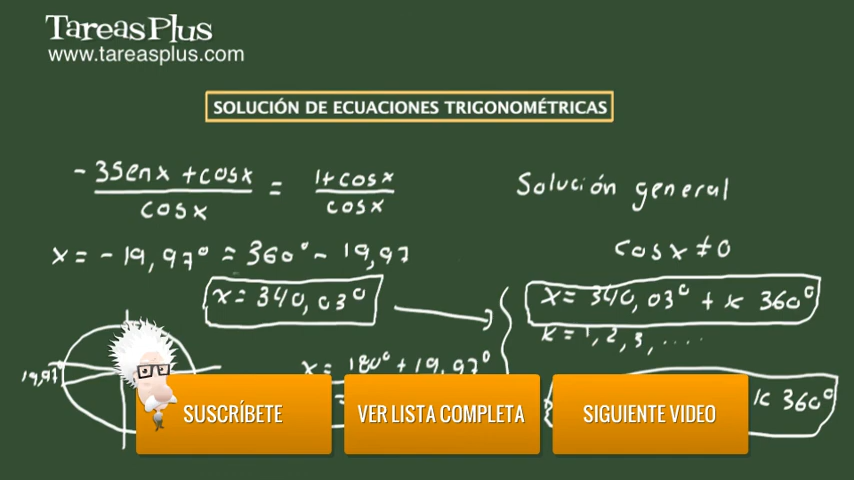 TareasPlus
www.tareasplus.com
SOLUCIÓN DE ECUACIONES TRIGONOMÉTRICAS
-3Senx + cosx / cosx = 1+cosx / cosx
x = -19,97° = 360° - 19,97
x = 340,03°
19,97°
x = 180° + 19,97°
=
Solución general
cosx ≠ 0
x = 340,03° + k 360°
k = 1, 2, 3, ....
k 360°
SUSCRÍBETE
VER LISTA COMPLETA
SIGUIENTE VIDEO